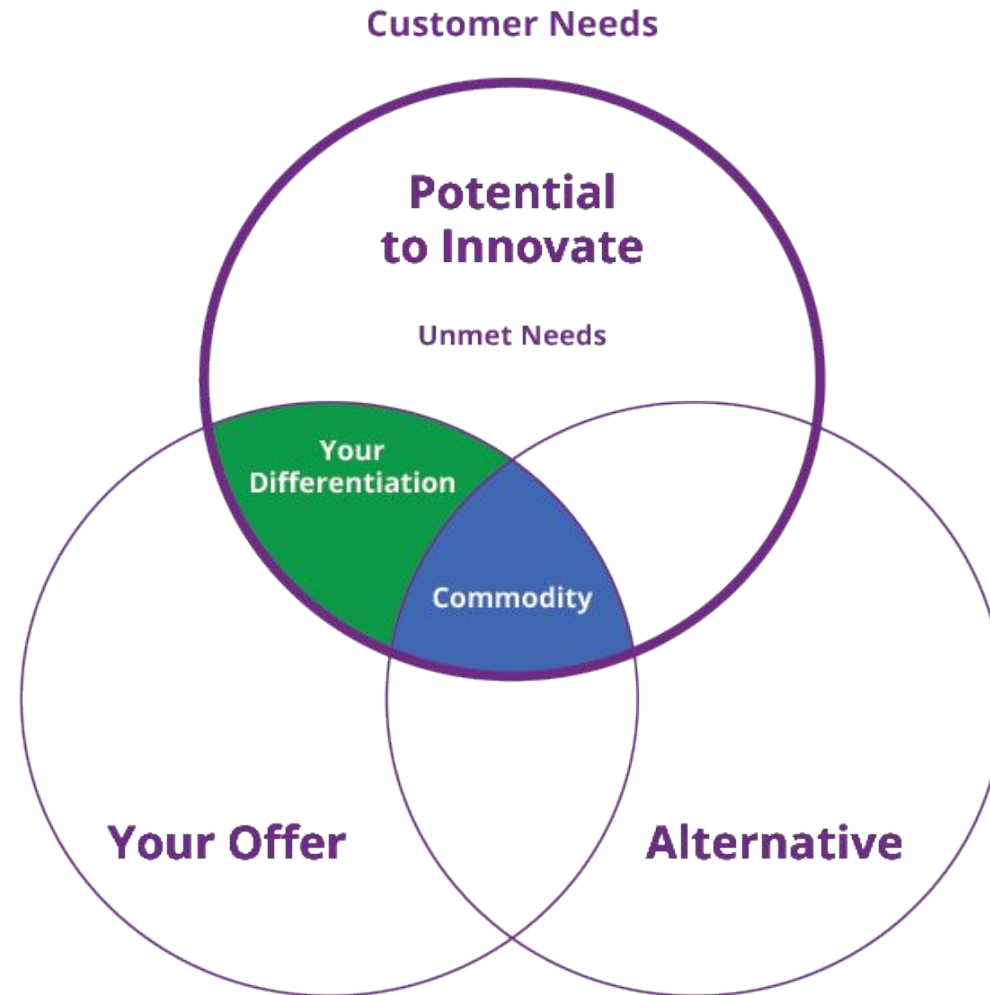 Customer Needs
Potential
to Innovate
Unmet Needs
Your
Differentiation
Commodity
Your Offer
Alternative